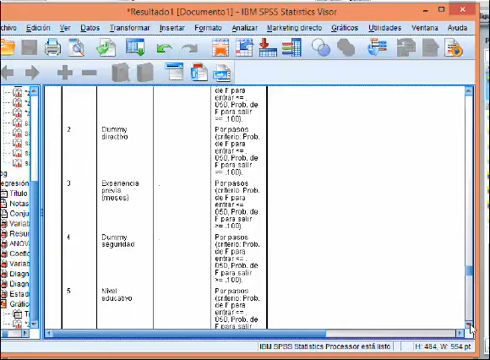 *Resultado1 [Documento1] - IBM SPSS Statistics Visor
chivo Edición Ver Datos Transformar Insertar Formato Analizar Marketing directo Gráficos Utilidades Ventana Ayuda
de F para
entrar <= .
050, Prob. de
F para salir
>= .100).
2 Dummy directivo Por pasos
(criterio: Prob.
de F para
entrar <= .
050, Prob. de
F para salir
>= .100).
3 Experiencia previa (meses) . Por pasos
(criterio: Prob.
de F para
entrar <= .
050, Prob. de
F para salir
>= .100).
4 Dummy seguridad Por pasos
(criterio: Prob.
de F para
entrar <= .
050, Prob. de
F para salir
>= .100).
5 Nivel educativo Por pasos
(criterio: Prob.
de F para
entrar <= .
050, Prob. de
F para salir
og
egresión
Título
Notas
Conju
Variab
Resur
ANOV
Coefic
Variab
Diagn
Diagn
Estad
Gráfic
IBM SPSS Statistics Processor está listo H: 484, W: 554 pt